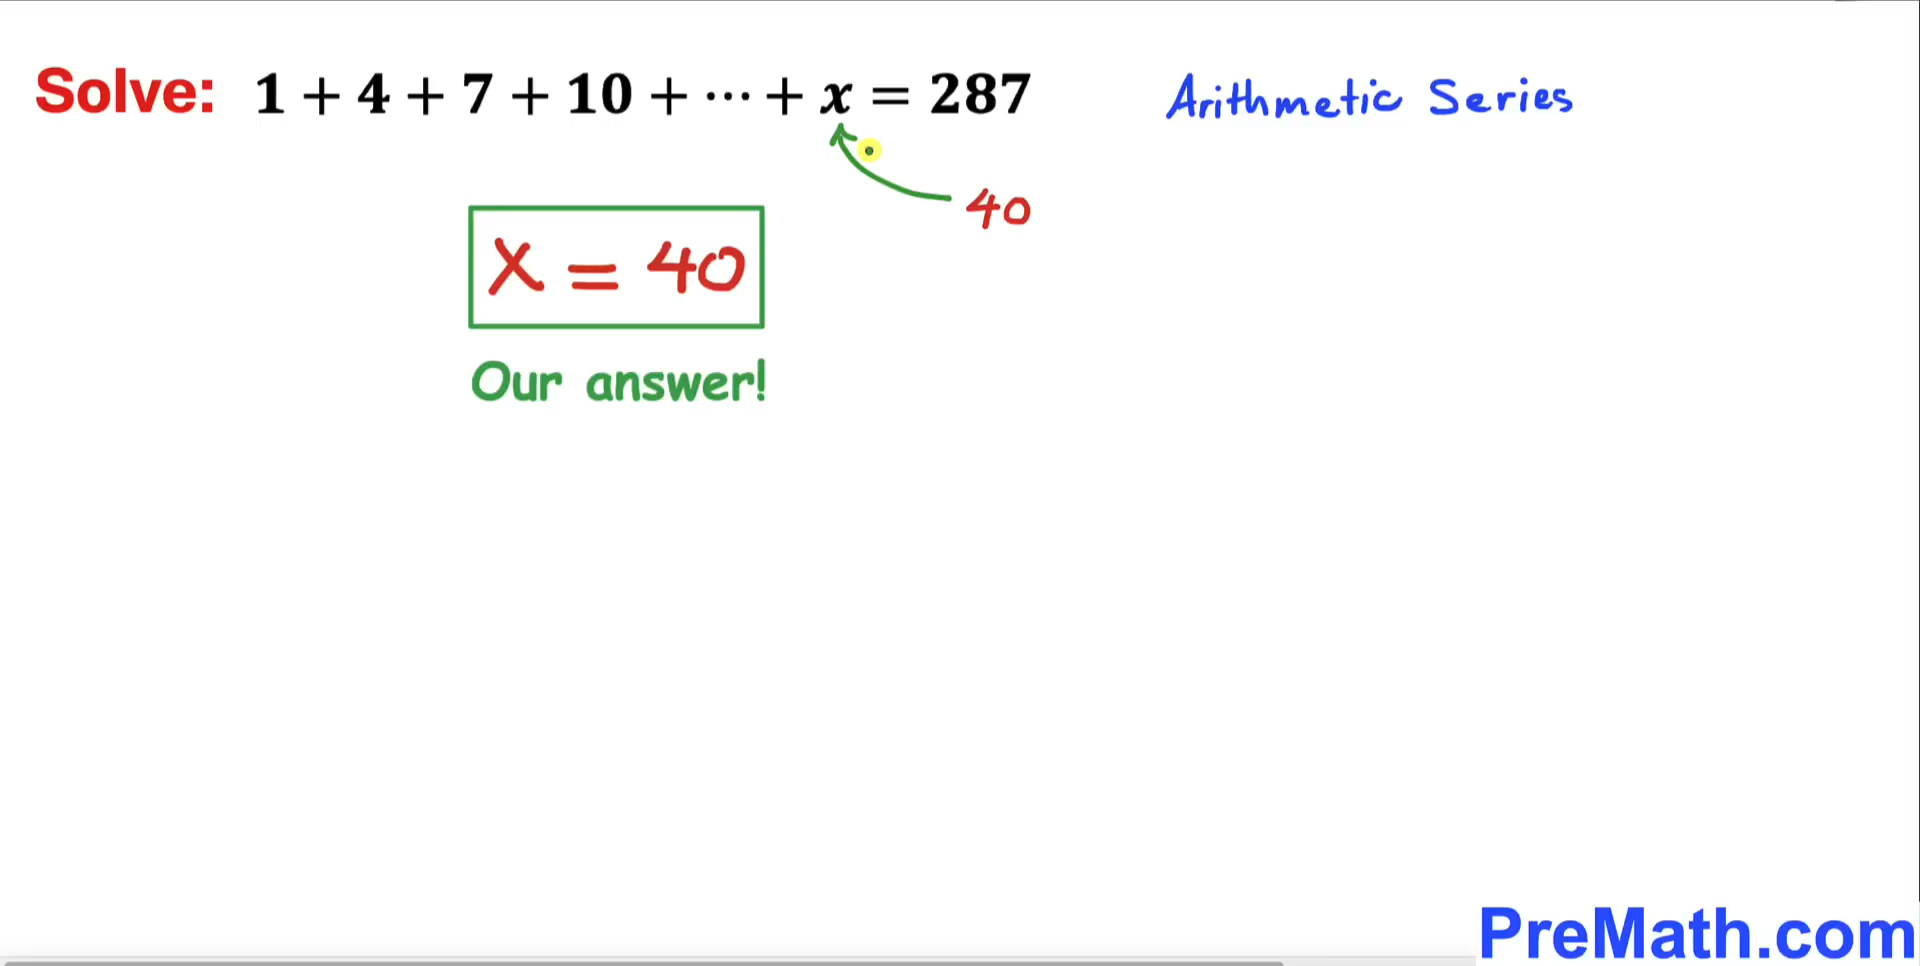 Solve: 1 + 4 + 7 + 10 + ⋯ + x = 287 Arithmetic Series
40
x = 40
Our answer!
PreMath.com